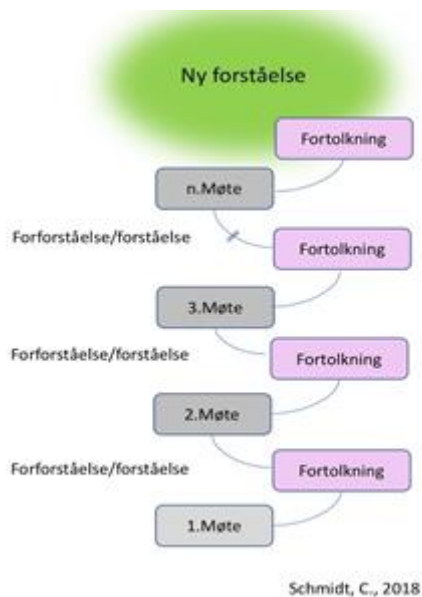 Ny forståelse
Fortolkning
n.Møte
Forforståelse/forståelse
Fortolkning
3.Møte
Forforståelse/forståelse
Fortolkning
2.Møte
Forforståelse/forståelse
Fortolkning
1.Møte
Schmidt, C., 2018